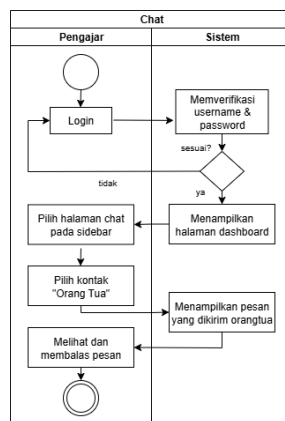 Chat
Pengajar
Sistem
Login
Memverifikasi
username &
password
sesuai?
tidak
ya
Menampilkan
halaman dashboard
Pilih halaman chat
pada sidebar
Pilih kontak
"Orang Tua"
Menampilkan pesan
yang dikirim orangtua
Melihat dan
membalas pesan